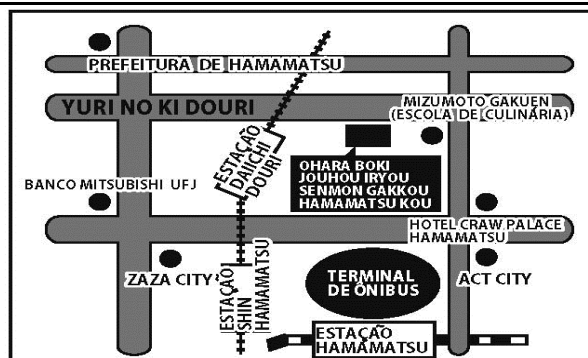 PREFEITURA DE HAMAMATSU
YURI NO KI DOURI
MIZUMOTO GAKUEN
(ESCOLA DE CULINÁRIA)
ESTAÇÃO
DAIICHI
DOURI
OHARA BOKI
JOUHOU IRYOU
SENMON GAKKOU
HAMAMATSU KOU
BANCO MITSUBISHI UFJ
HOTEL CRAW PALACE
HAMAMATSU
ZAZA CITY
ESTAÇÃO
SHIN
HAMAMATSU
TERMINAL
DE ÔNIBUS
ACT CITY
ESTAÇÃO
HAMAMATSU